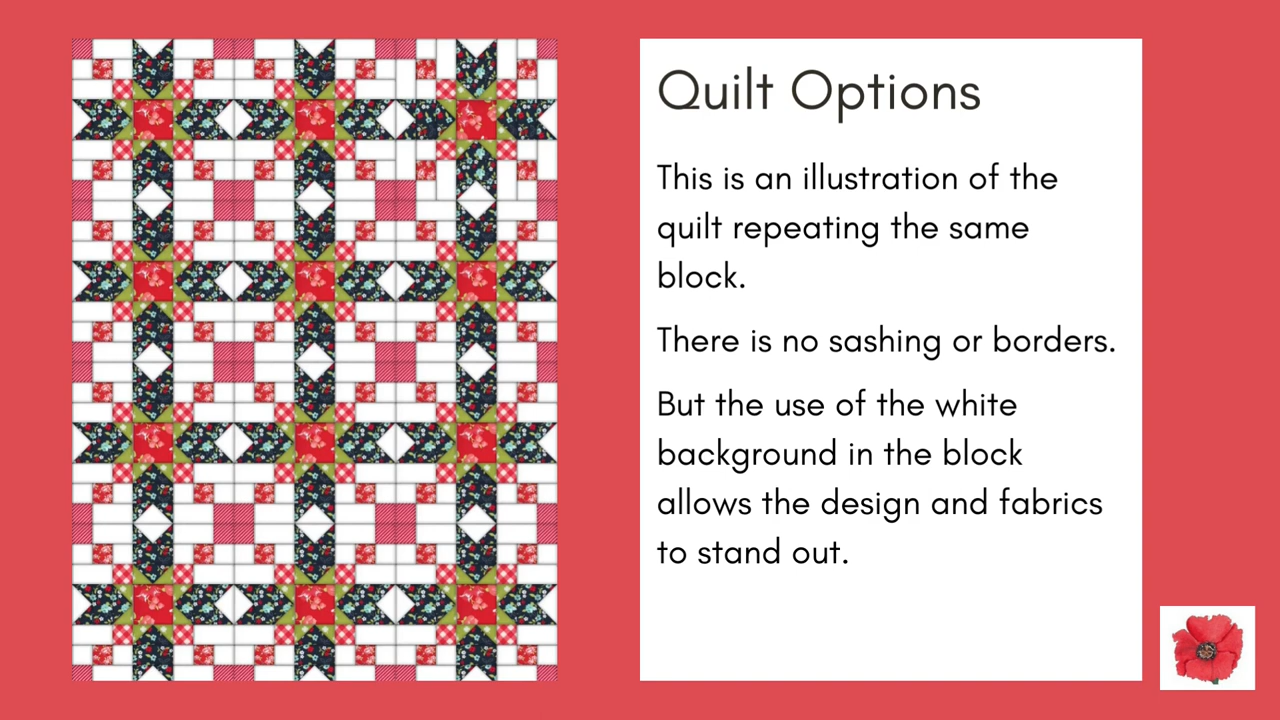 Quilt Options
This is an illustration of the
quilt repeating the same
block.
There is no sashing or borders.
But the use of the white
background in the block
allows the design and fabrics
to stand out.